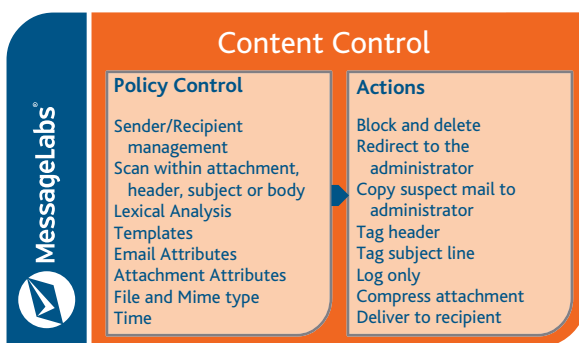 Content Control
MessageLabs®
Policy Control
Sender/Recipient
management
Scan within attachment,
header, subject or body
Lexical Analysis
Templates
Email Attributes
Attachment Attributes
File and Mime type
Time
Actions
Block and delete
Redirect to the
administrator
Copy suspect mail to
administrator
Tag header
Tag subject line
Log only
Compress attachment
Deliver to recipient